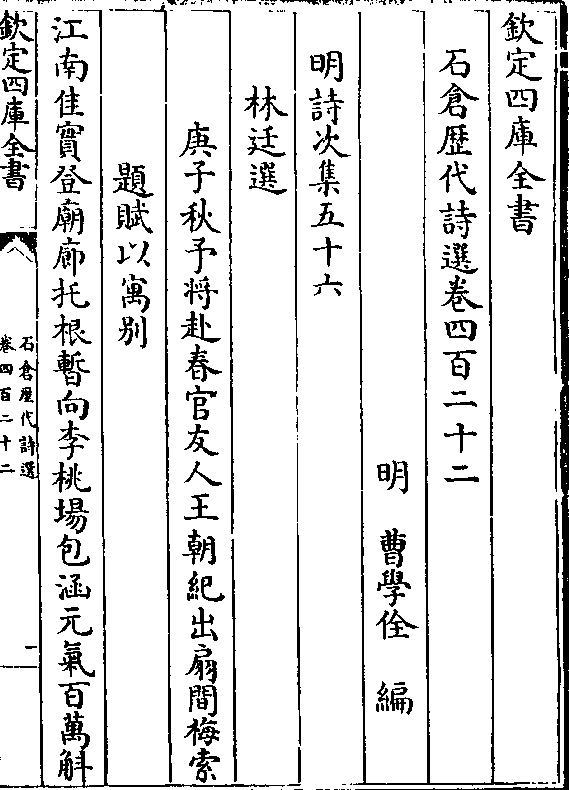 欽定四庫全書
石倉歴代詩選卷四百二十二
明　曹學佺　編
明詩次集五十六
林廷選
庚子秋予将赴春官友人王朝紀出扇間梅索
題賦以寓别
江南佳實登廟廊托根暫向李桃場包涵元氣百萬斛
欽定四庫全書
石倉歴代詩選
卷四百二十二
一